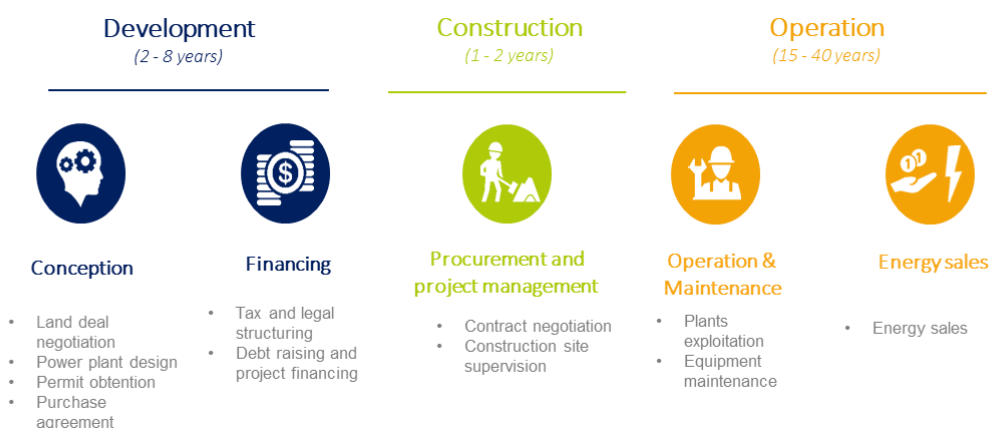 Development
(2 - 8 years)
Construction
(1 - 2 years)
Operation
(15 - 40 years)
$
Conception
• Land deal
negotiation
• Power plant design
• Permit obtention
• Purchase
agreement
Financing
• Tax and legal
structuring
• Debt raising and
project financing
Procurement and
project management
• Contract negotiation
• Construction site
supervision
Operation &
Maintenance
• Plants
exploitation
• Equipment
maintenance
1 1
Energy sales
• Energy sales